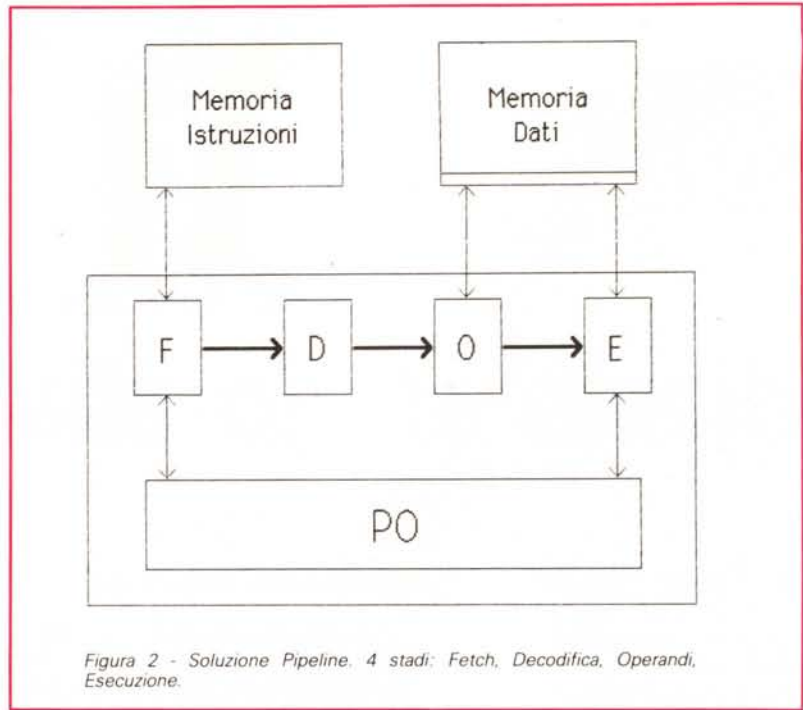 Memoria
Istruzioni
Memoria
Dati
F
D
O
E
PO
Figura 2 - Soluzione Pipeline. 4 stadi: Fetch, Decodifica, Operandi,
Esecuzione.